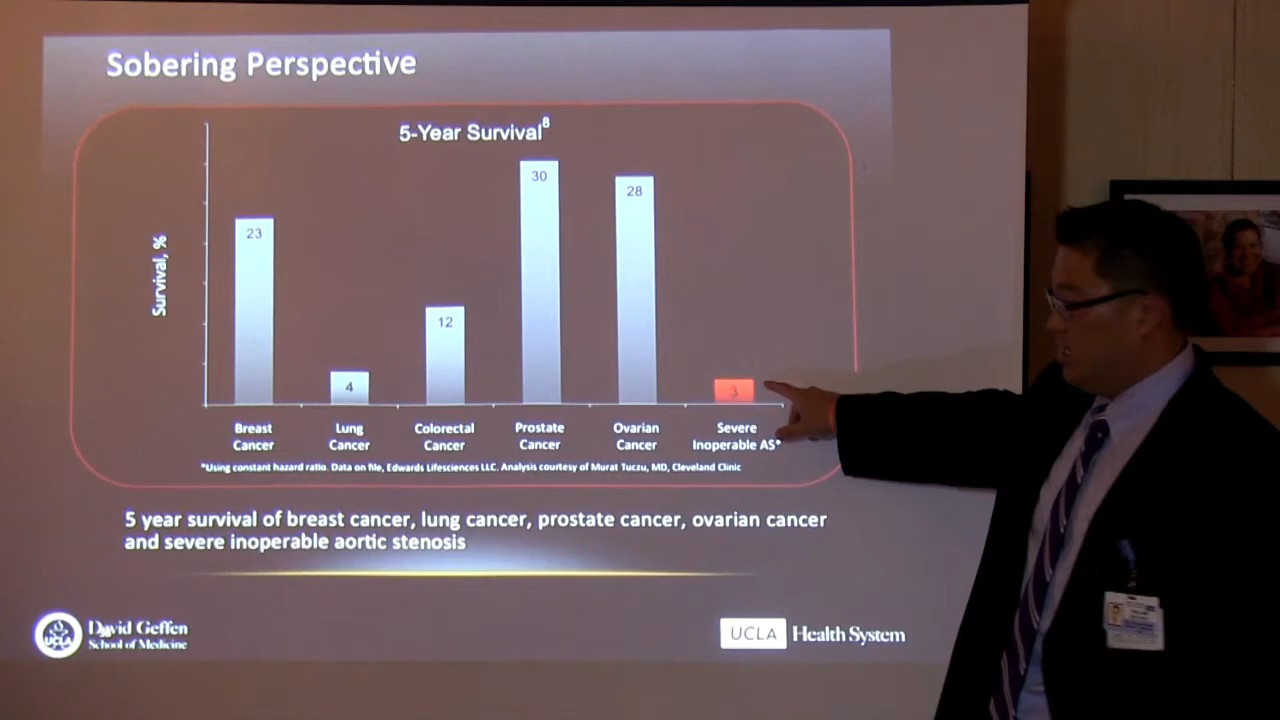 Sobering Perspective
5-Year Survival8
Survival, %
23
4
12
30
28
3
Breast Cancer
Lung Cancer
Colorectal Cancer
Prostate Cancer
Ovarian Cancer
Severe Inoperable AS*
*Using constant hazard ratio. Data on file, Edwards Lifesciences LLC. Analysis courtesy of Murat Tuczu, MD, Cleveland Clinic
5 year survival of breast cancer, lung cancer, prostate cancer, ovarian cancer
and severe inoperable aortic stenosis
UCLA
David Geffen
School of Medicine
UCLA Health System